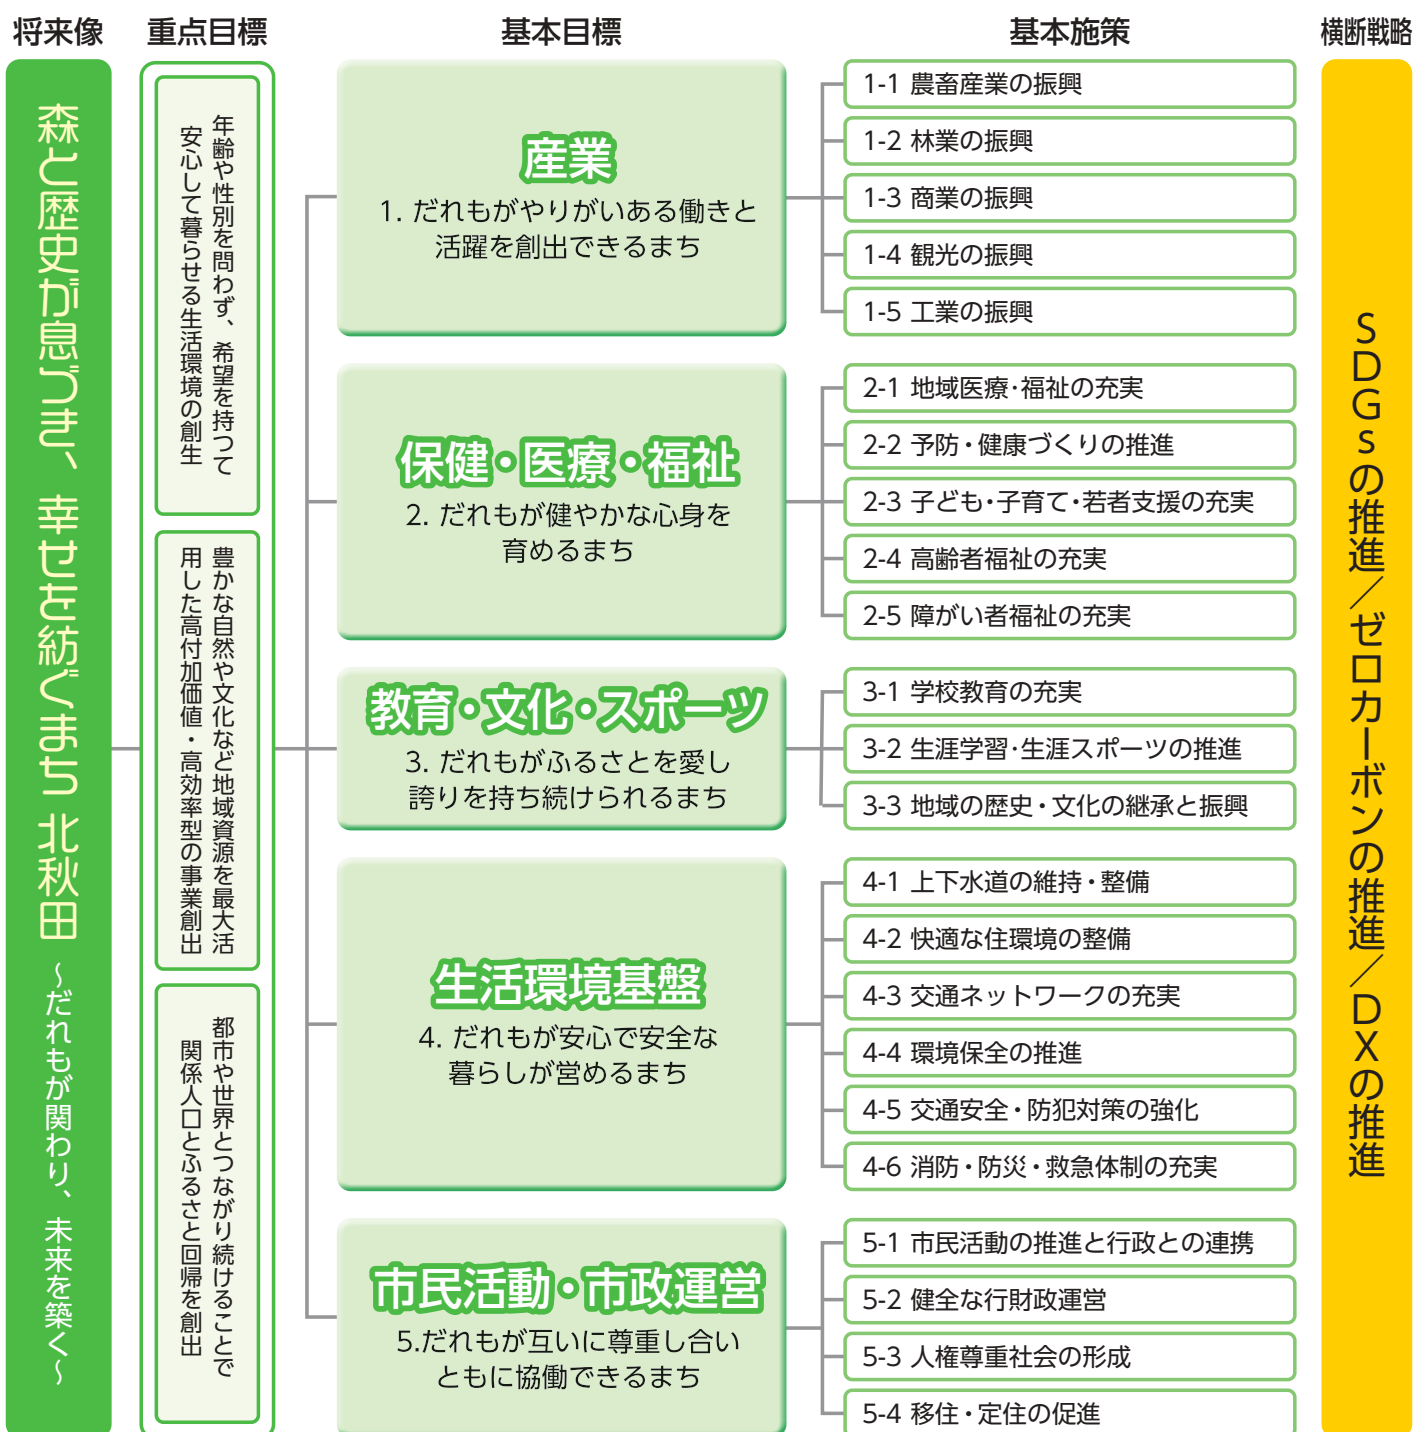 将来像
重点目標
基本目標
基本施策
横断戦略
森と歴史が息づき、幸せを紡ぐまち 北秋田 ～だれもが関わり、未来を築く～
年齢や性別を問わず、希望を持つて
安心して暮らせる生活環境の創生
豊かな自然や文化など地域資源を最大活
用した高付加価値・高効率型の事業創出
都市や世界とつながり続けることで
関係人口とふるさと回帰を創出
産業
1. だれもがやりがいある働きと
活躍を創出できるまち
1-1 農畜産業の振興
1-2 林業の振興
1-3 商業の振興
1-4 観光の振興
1-5 工業の振興
保健・医療・福祉
2. だれもが健やかな心身を
育めるまち
2-1 地域医療・福祉の充実
2-2 予防・健康づくりの推進
2-3 子ども・子育て・若者支援の充実
2-4 高齢者福祉の充実
2-5 障がい者福祉の充実
教育・文化・スポーツ
3. だれもがふるさとを愛し
誇りを持ち続けられるまち
3-1 学校教育の充実
3-2 生涯学習・生涯スポーツの推進
3-3 地域の歴史・文化の継承と振興
生活環境基盤
4. だれもが安心で安全な
暮らしが営めるまち
4-1 上下水道の維持・整備
4-2 快適な住環境の整備
4-3 交通ネットワークの充実
4-4 環境保全の推進
4-5 交通安全・防犯対策の強化
4-6 消防・防災・救急体制の充実
市民活動・市政運営
5.だれもが互いに尊重し合い
ともに協働できるまち
5-1 市民活動の推進と行政との連携
5-2 健全な行財政運営
5-3 人権尊重社会の形成
5-4 移住・定住の促進
SDGsの推進／ゼロカーボンの推進／DXの推進